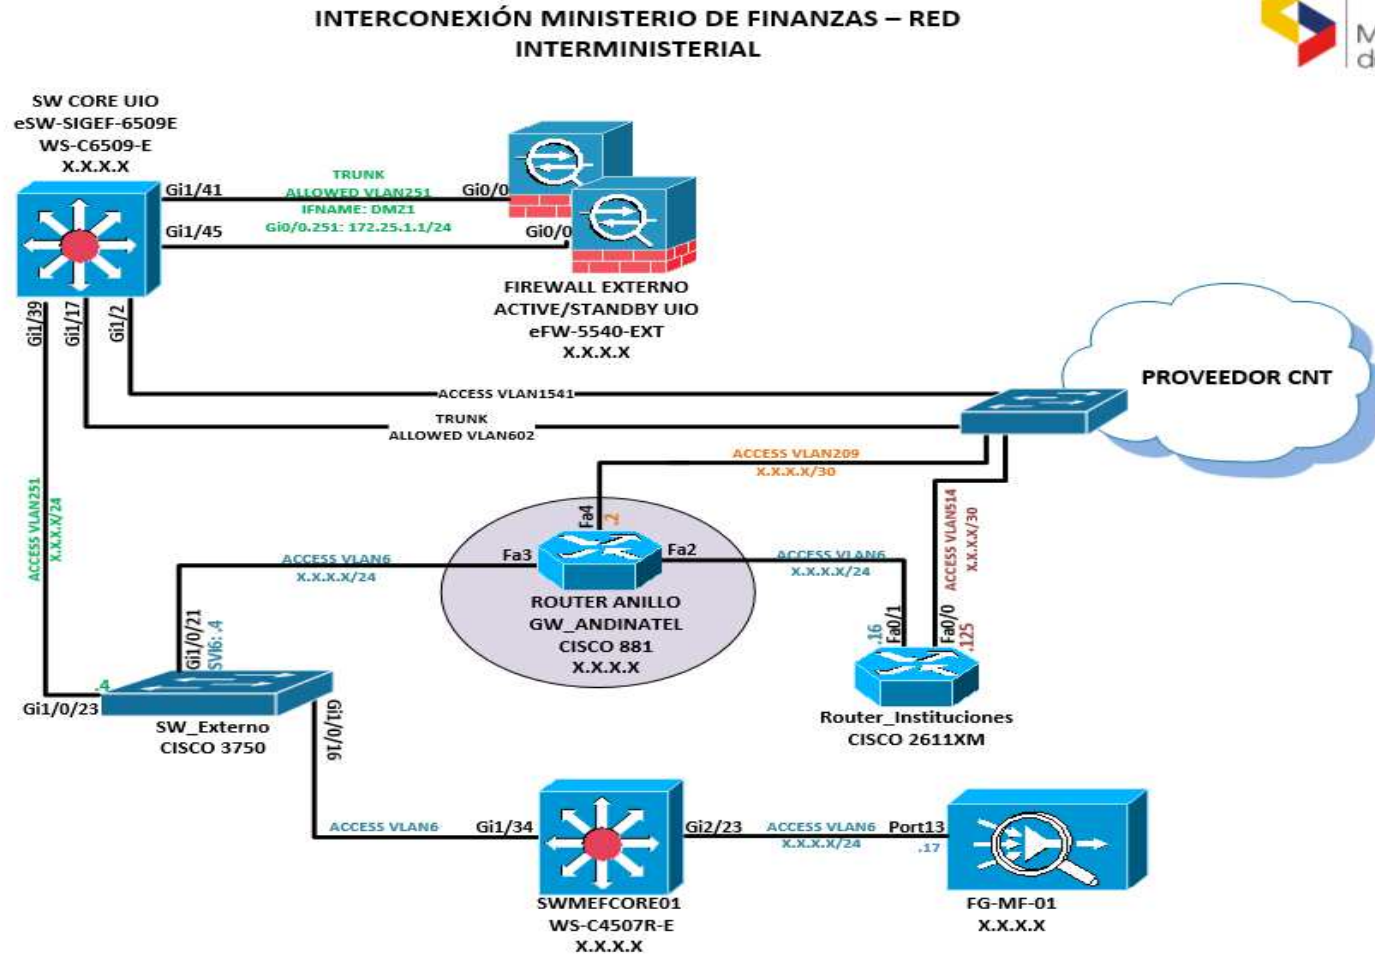 INTERCONEXIÓN MINISTERIO DE FINANZAS – RED
INTERMINISTERIAL
SW CORE UIO
eSW-SIGEF-6509E
WS-C6509-E
X.X.X.X
Gi1/41
TRUNK
ALLOWED VLAN251
IFNAME: DMZ1
Gi0/0.251: 172.25.1.1/24
Gi0/0
Gi1/45
Gi0/0
FIREWALL EXTERNO
ACTIVE/STANDBY UIO
eFW-5540-EXT
X.X.X.X
Gi1/39
Gi1/17
Gi1/2
PROVEEDOR CNT
ACCESS VLAN1541
TRUNK
ALLOWED VLAN602
ACCESS VLAN209
X.X.X.X/30
ACCESS VLAN251
X.X.X.X/24
Fa4
.2
ACCESS VLAN514
X.X.X.X/30
ACCESS VLAN6
X.X.X.X/24
Fa3
Fa2
ACCESS VLAN6
X.X.X.X/24
ROUTER ANILLO
GW_ANDINATEL
CISCO 881
X.X.X.X
Gi1/0/21
SVI6: .4
.16
Fa0/1
Fa0/0
.125
.4
Gi1/0/23
SW_Externo
CISCO 3750
Gi1/0/16
Router_Instituciones
CISCO 2611XM
ACCESS VLAN6
Gi1/34
Gi2/23
ACCESS VLAN6
X.X.X.X/24
Port13
.17
SWMEFCORE01
WS-C4507R-E
X.X.X.X
FG-MF-01
X.X.X.X